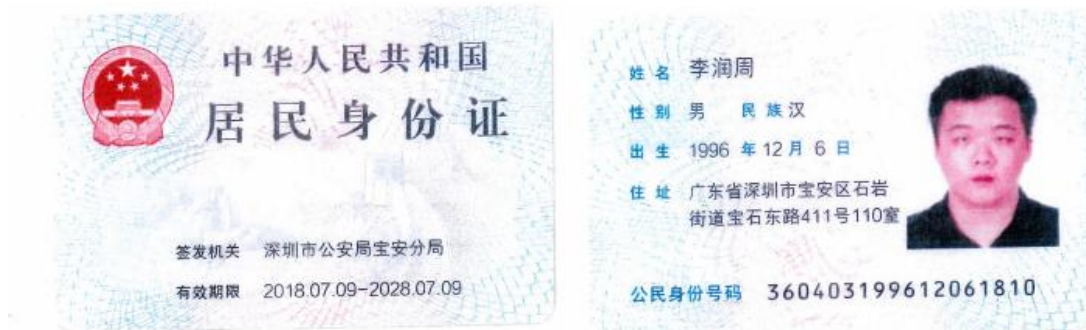 中华人民共和国
居民身份证
签发机关 深圳市公安局宝安分局
有效期限 2018.07.09-2028.07.09
姓名 李润周
性别 男 民族 汉
出生 1996 年 12 月 6 日
住址 广东省深圳市宝安区石岩
街道宝石东路411号110室
公民身份号码 360403199612061810